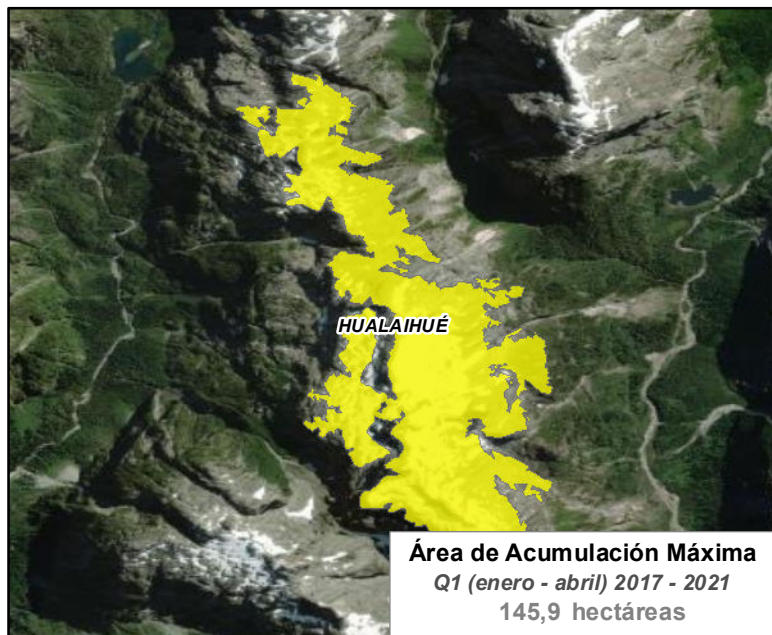 HUALAIHUÉ
Área de Acumulación Máxima
Q1 (enero - abril) 2017 - 2021
145,9 hectáreas